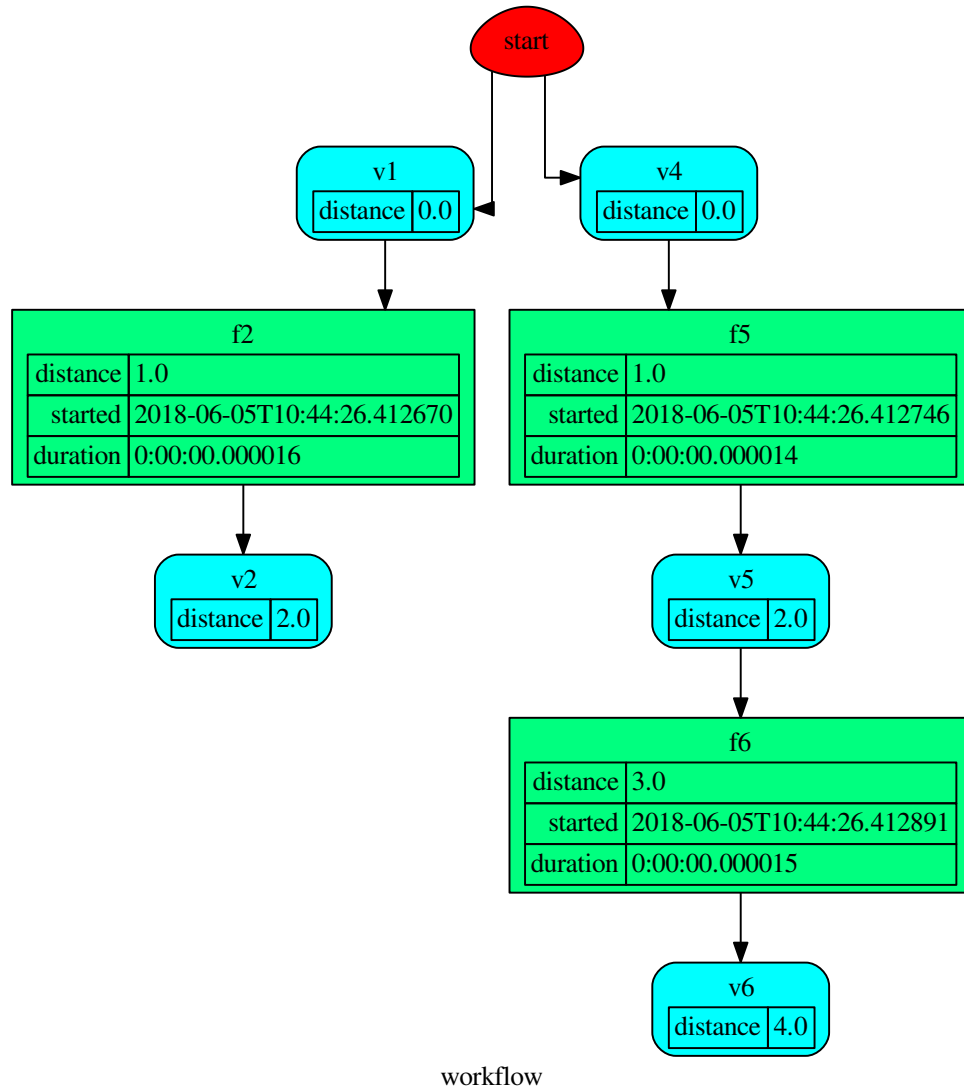 start
v1
distance 0.0
v4
distance 0.0
f2
distance 1.0
started 2018-06-05T10:44:26.412670
duration 0:00:00.000016
f5
distance 1.0
started 2018-06-05T10:44:26.412746
duration 0:00:00.000014
v2
distance 2.0
v5
distance 2.0
f6
distance 3.0
started 2018-06-05T10:44:26.412891
duration 0:00:00.000015
v6
distance 4.0
workflow